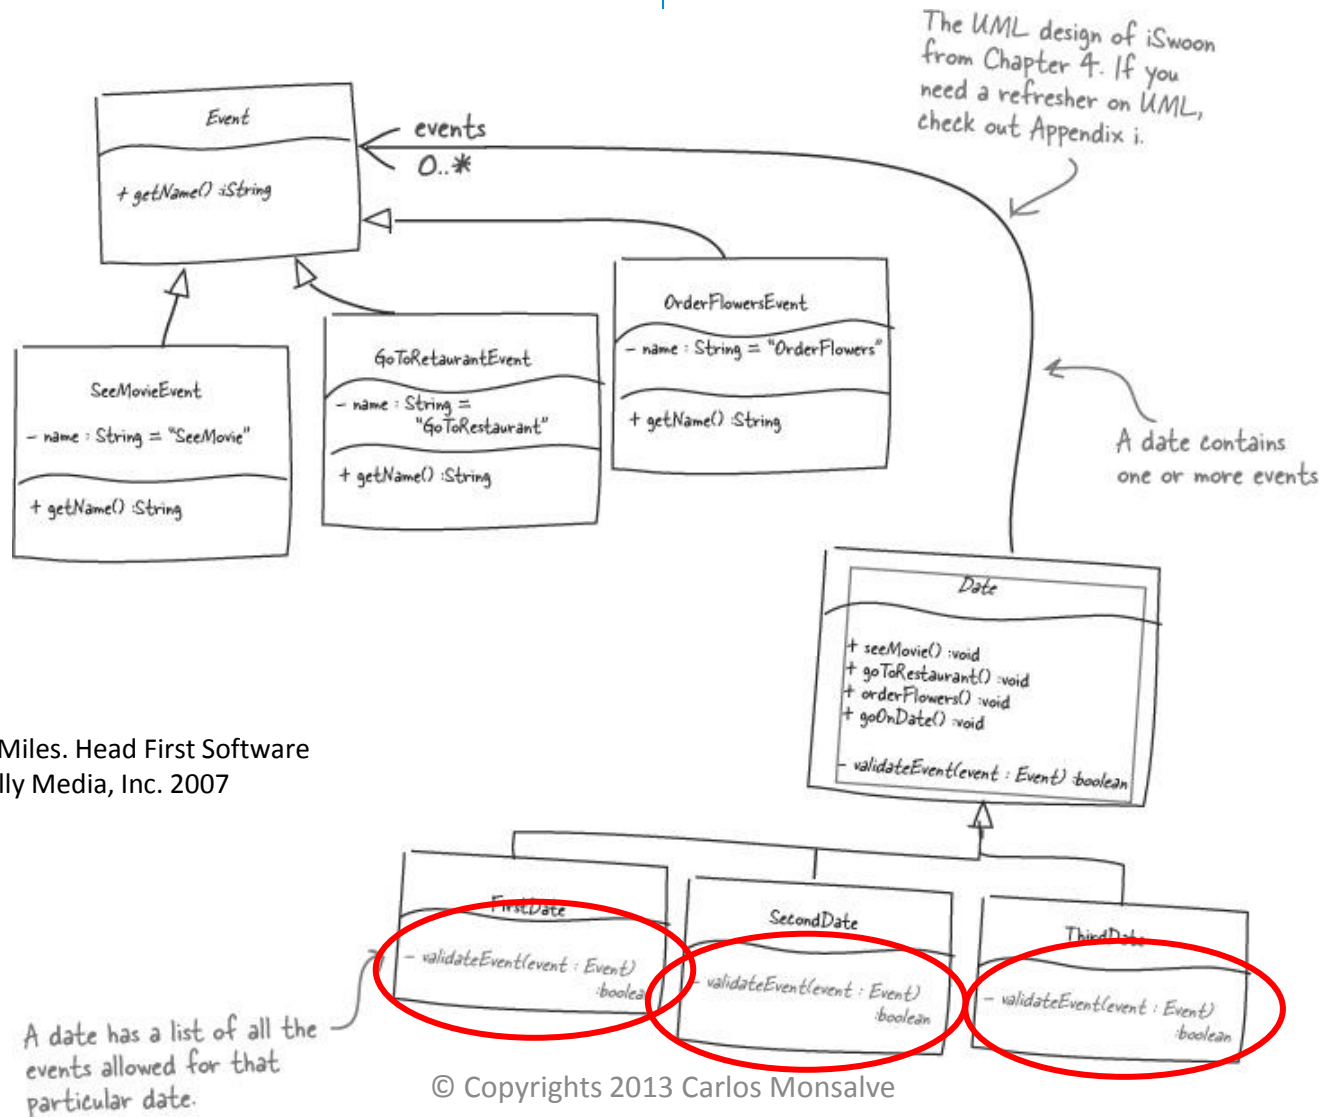 The UML design of iSwoon
from Chapter 4. If you
need a refresher on UML,
check out Appendix i.
Event
+ getName() :iString
events
0..*
OrderFlowersEvent
- name : String = "OrderFlowers"
+ getName() :String
GoToRetaurantEvent
- name : String =
"GoToRestaurant"
+ getName() :String
SeeMovieEvent
- name : String = "SeeMovie"
+ getName() :String
A date contains
one or more events
Date
+ seeMovie() :void
+ goToRestaurant() :void
+ orderFlowers() :void
+ goOnDate() :void
- validateEvent(event : Event) :boolean
Miles. Head First Software
lly Media, Inc. 2007
FirstDate
- validateEvent(event : Event)
:boolea
SecondDate
- validateEvent(event : Event)
:boolean
ThirdDate
- validateEvent(event : Event)
:boolean
A date has a list of all the
events allowed for that
particular date.
© Copyrights 2013 Carlos Monsalve